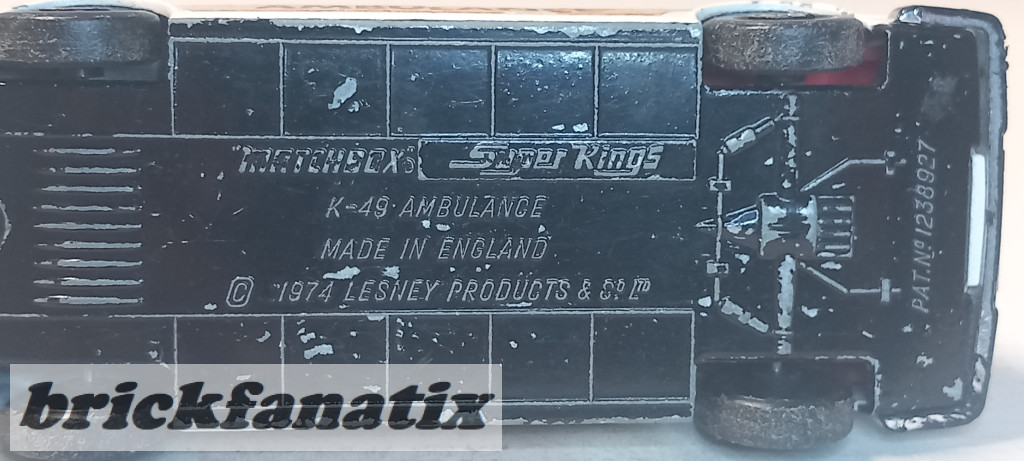 "MATCHBOX" Super Kings
K-49 AMBULANCE
MADE IN ENGLAND
© 1974 LESNEY PRODUCTS & Cº Lᵀᴰ
PAT. Nº 1238927
brickfanatix